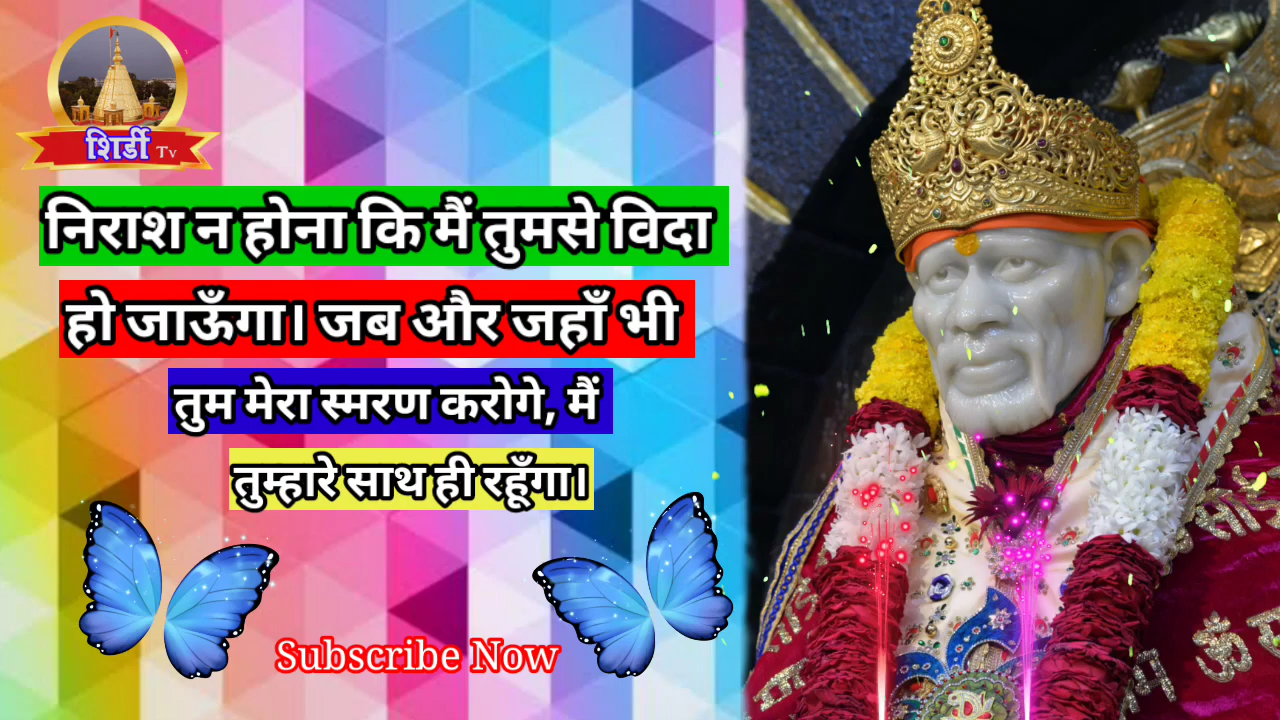 शिर्डी Tv
निराश न होना कि मैं तुमसे विदा
हो जाऊँगा। जब और जहाँ भी
तुम मेरा स्मरण करोगे, मैं
तुम्हारे साथ ही रहूँगा।
Subscribe Now
ॐ